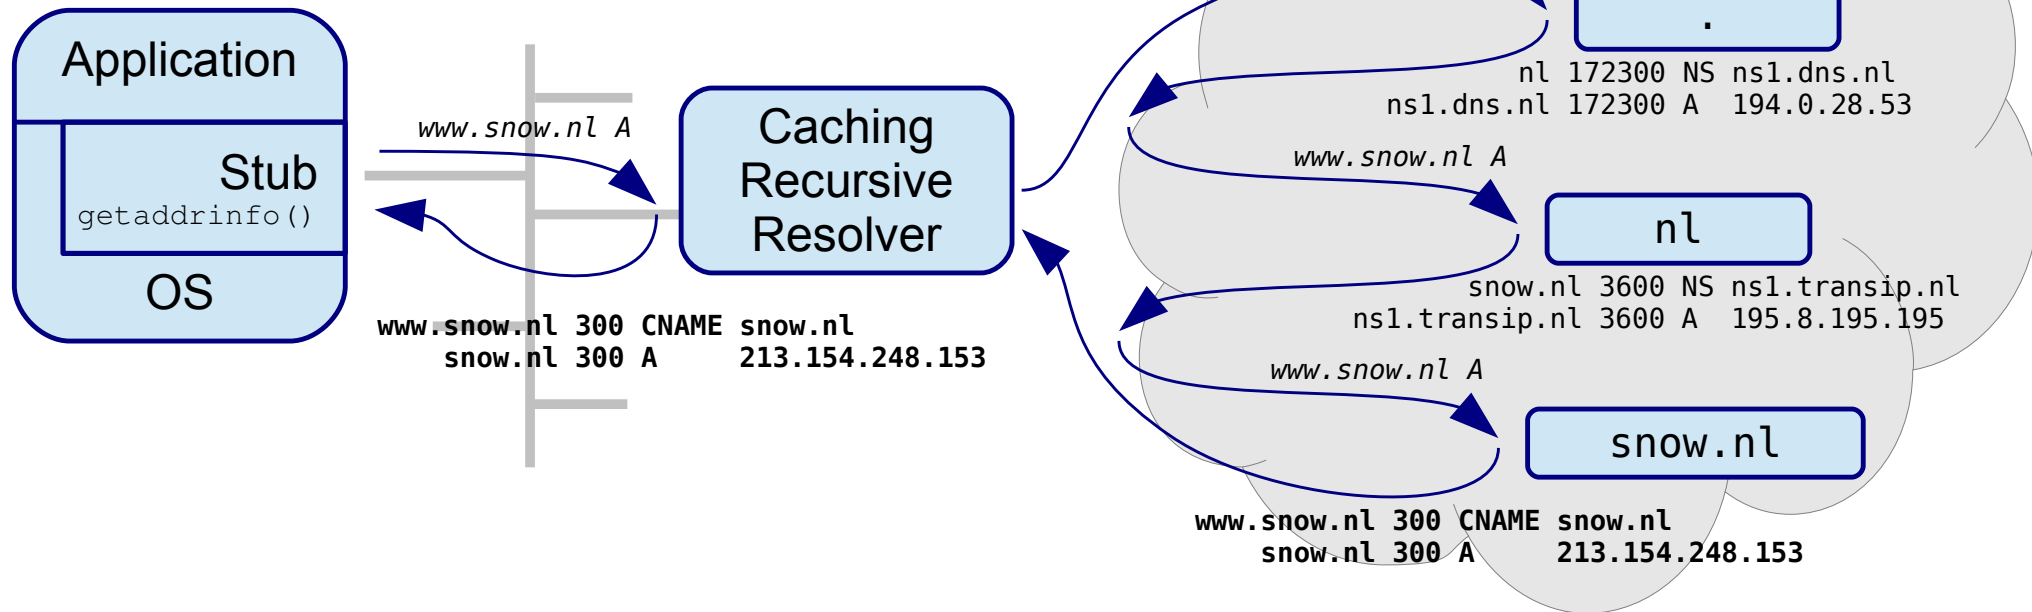 Application
Stub
getaddrinfo()
OS
www.snow.nl A
Caching
Recursive
Resolver
www.snow.nl 300 CNAME snow.nl
snow.nl 300 A 213.154.248.153
.
nl 172300 NS ns1.dns.nl
ns1.dns.nl 172300 A 194.0.28.53
www.snow.nl A
nl
snow.nl 3600 NS ns1.transip.nl
ns1.transip.nl 3600 A 195.8.195.195
www.snow.nl A
snow.nl
www.snow.nl 300 CNAME snow.nl
snow.nl 300 A 213.154.248.153